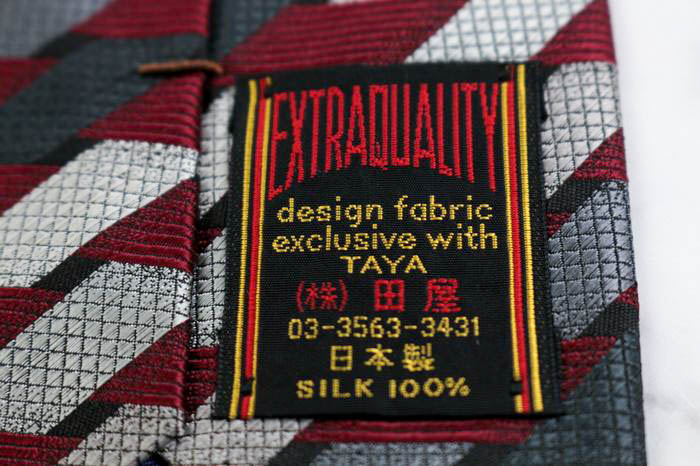 EXTRAQUALITY
design fabric
exclusive with
TAYA
(株) 田屋
03-3563-3431
日本製
SILK 100%